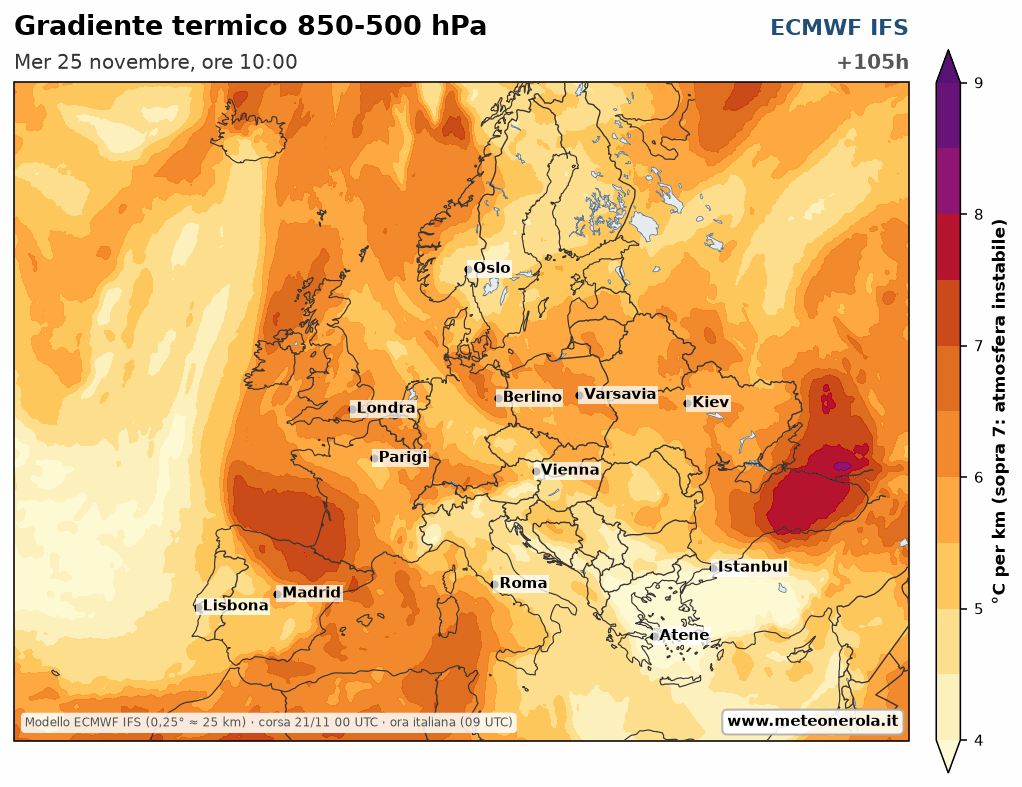 Gradiente termico 850-500 hPa
ECMWF IFS
Mer 25 novembre, ore 10:00
+105h
9
8
7
6
5
4
°C per km (sopra 7: atmosfera instabile)
Oslo
Berlino
Varsavia
Kiev
Londra
Parigi
Vienna
Istanbul
Roma
Madrid
Lisbona
Atene
Modello ECMWF IFS (0,25° ≈ 25 km) · corsa 21/11 00 UTC · ora italiana (09 UTC)
www.meteonerola.it